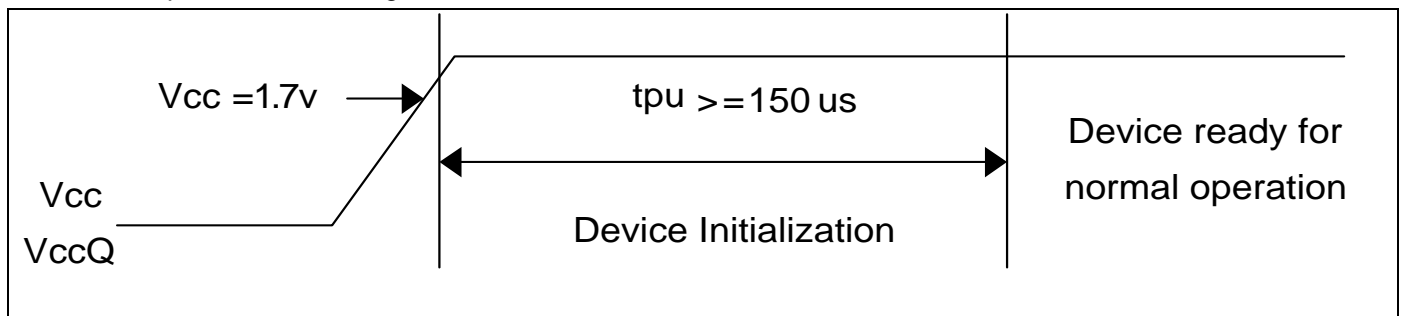 Vcc =1.7v
tpu >=150 us
Device ready for
normal operation
Vcc
VccQ
Device Initialization